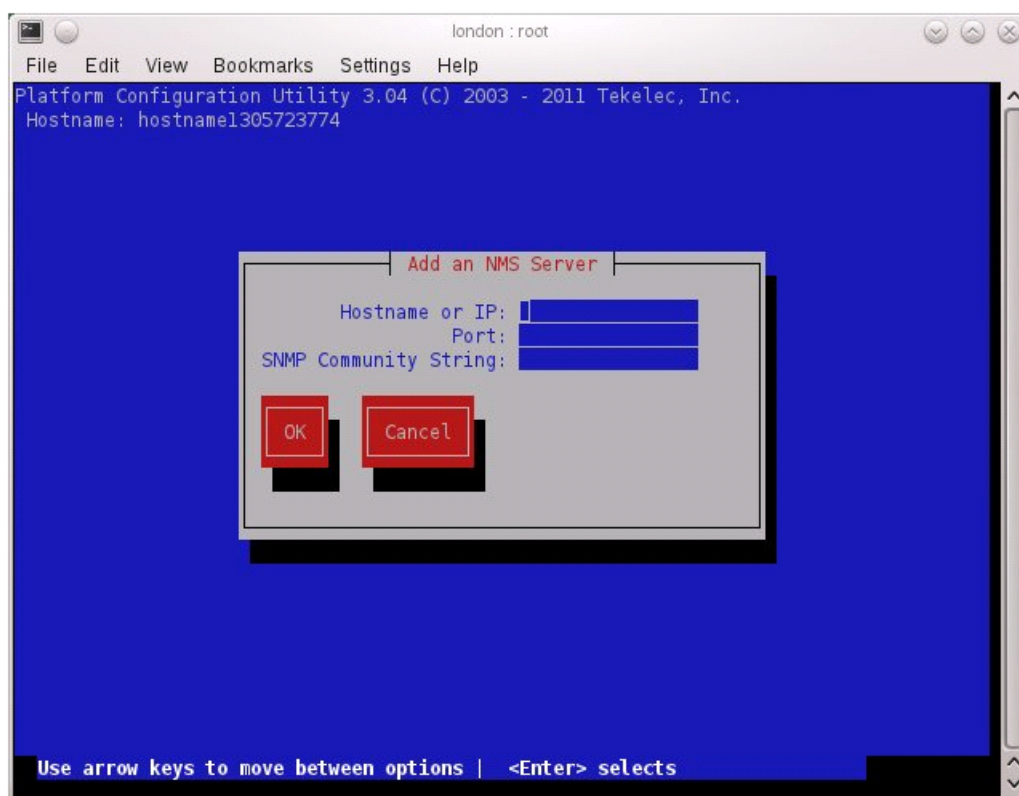 london : root
File Edit View Bookmarks Settings Help
Platform Configuration Utility 3.04 (C) 2003 - 2011 Tekelec, Inc.
Hostname: hostname1305723774
Add an NMS Server
Hostname or IP:
Port:
SNMP Community String:
OK Cancel
Use arrow keys to move between options | <Enter> selects